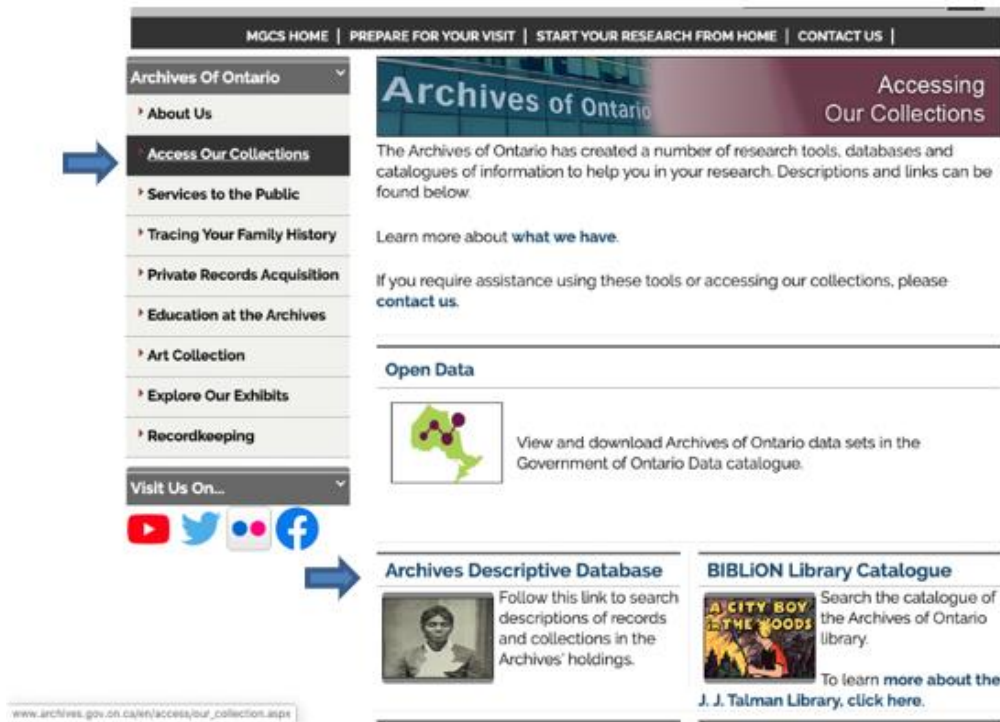 MGCS HOME | PREPARE FOR YOUR VISIT | START YOUR RESEARCH FROM HOME | CONTACT US |
Archives Of Ontario
About Us
Access Our Collections
Services to the Public
Tracing Your Family History
Private Records Acquisition
Education at the Archives
Art Collection
Explore Our Exhibits
Recordkeeping
Visit Us On...
Archives of Ontario
Accessing
Our Collections
The Archives of Ontario has created a number of research tools, databases and
catalogues of information to help you in your research. Descriptions and links can be
found below.
Learn more about what we have.
If you require assistance using these tools or accessing our collections, please
contact us.
Open Data
View and download Archives of Ontario data sets in the
Government of Ontario Data catalogue.
Archives Descriptive Database
Follow this link to search
descriptions of records
and collections in the
Archives' holdings.
BIBLiON Library Catalogue
A CITY BOY
IN THE WOODS
Search the catalogue of
the Archives of Ontario
library.
To learn more about the
J. J. Talman Library, click here.
www.archives.gov.on.ca/en/access/our_collection.aspx